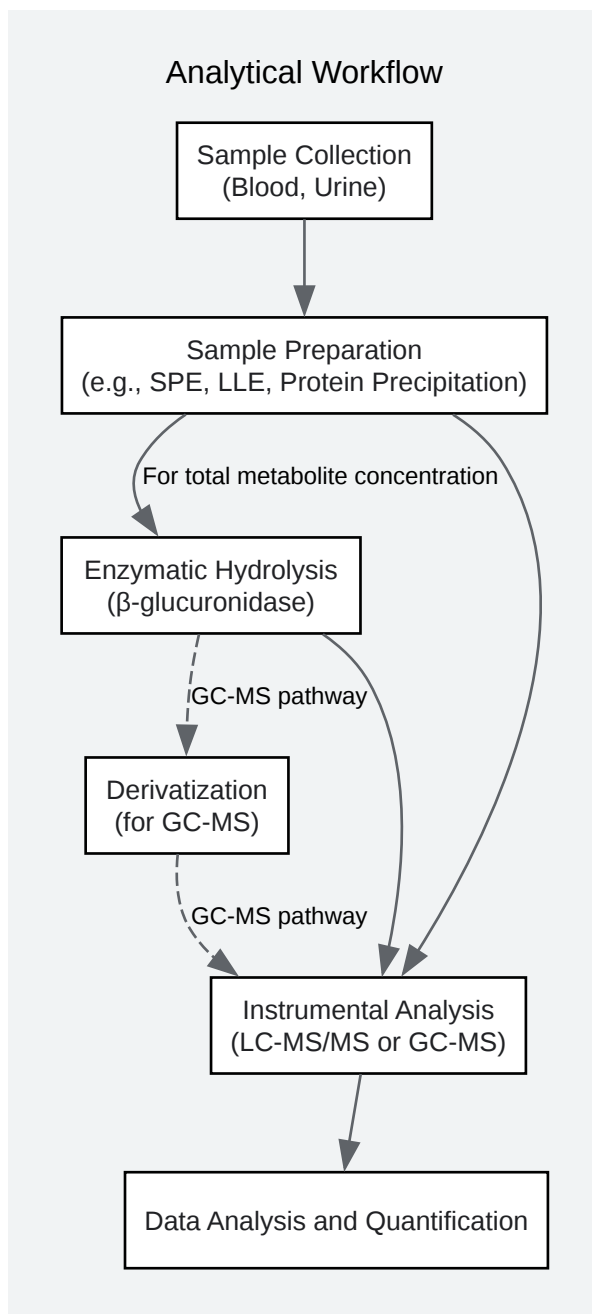 Analytical Workflow
Sample Collection
(Blood, Urine)
Sample Preparation
(e.g., SPE, LLE, Protein Precipitation)
For total metabolite concentration
Enzymatic Hydrolysis
(β-glucuronidase)
GC-MS pathway
Derivatization
(for GC-MS)
GC-MS pathway
Instrumental Analysis
(LC-MS/MS or GC-MS)
Data Analysis and Quantification